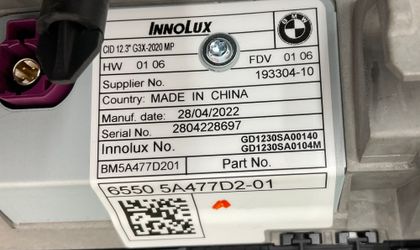 INNOLUX
BMW
CID 12.3" G3X-2020 MP
HW 01 06
FDV 01 06
Supplier No.
193304-10
Country: MADE IN CHINA
Manuf. date: 28/04/2022
Serial No. 2804228697
Innolux No.
GD1230SA00140
GD1230SA0104M
BM5A477D201
Part No.
6550 5A477D2-01